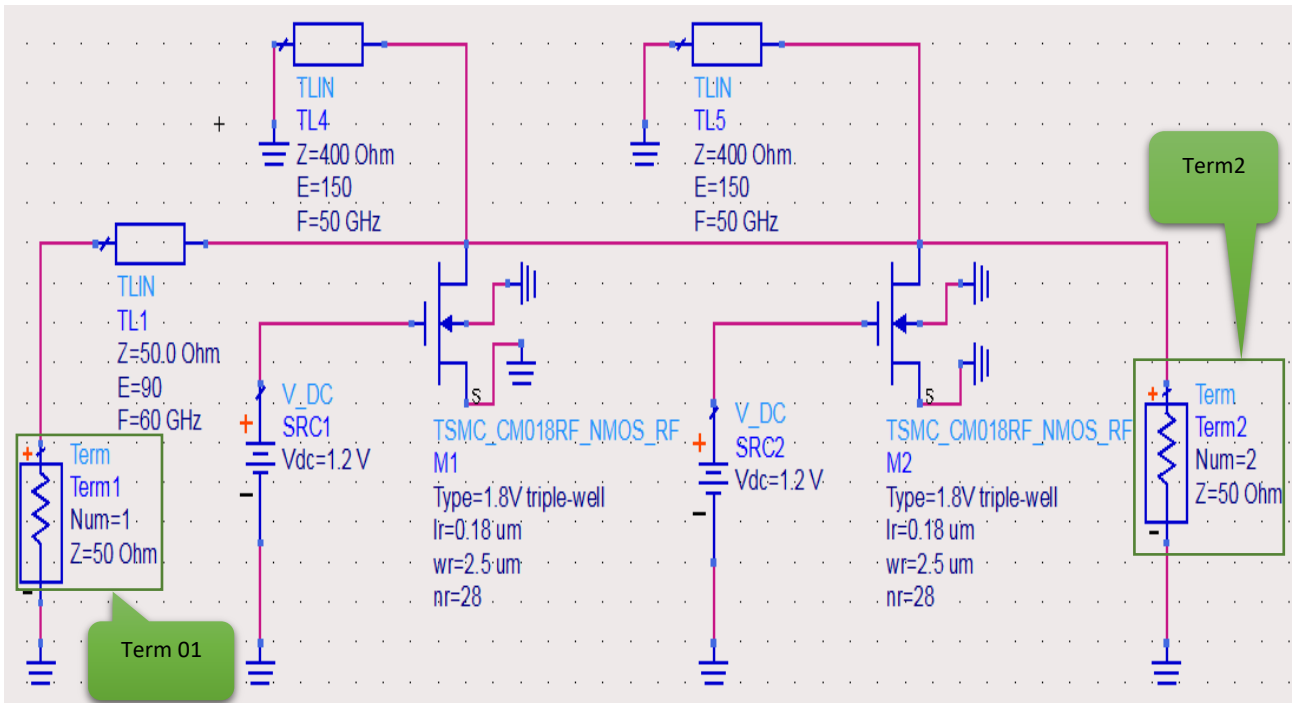 TLIN
TL4
Z=400 Ohm
E=150
F=50 GHz
TLIN
TL5
Z=400 Ohm
E=150
F=50 GHz
Term2
TLIN
TL1
Z=50.0 Ohm
E=90
F=60 GHz
+
Term
Term1
Num=1
Z=50 Ohm
-
Term 01
+
V_DC
SRC1
Vdc=1.2 V
-
S
TSMC_CM018RF_NMOS_RF
M1
Type=1.8V triple-well
lr=0.18 um
wr=2.5 um
nr=28
+
V_DC
SRC2
Vdc=1.2 V
-
S
TSMC_CM018RF_NMOS_RF
M2
Type=1.8V triple-well
lr=0.18 um
wr=2.5 um
nr=28
+
Term
Term2
Num=2
Z=50 Ohm
-